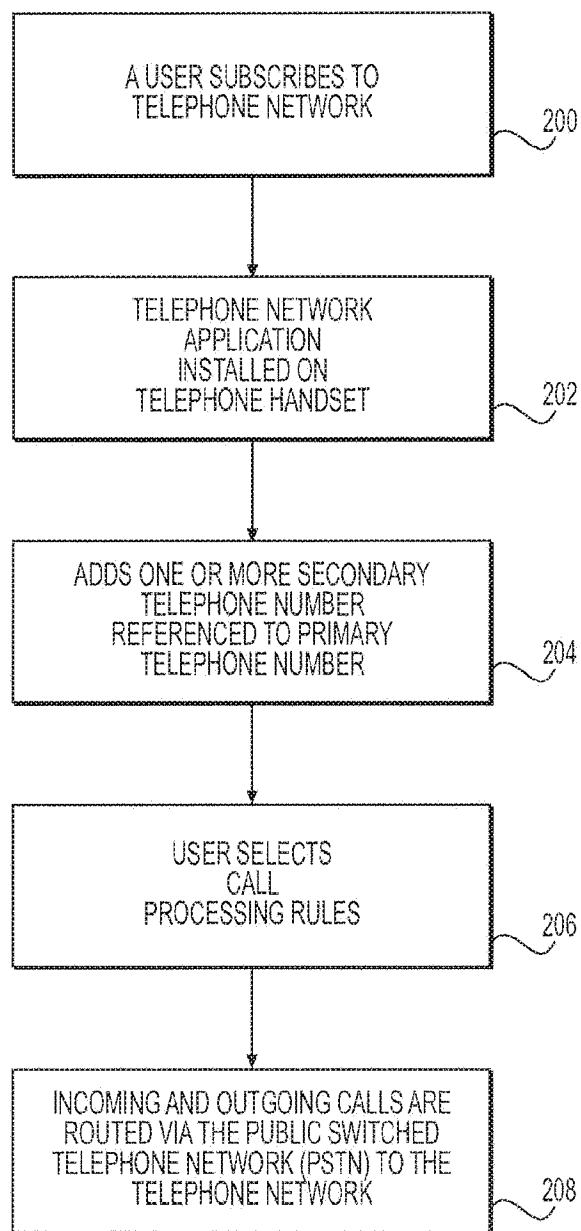 A USER SUBSCRIBES TO
TELEPHONE NETWORK
200
TELEPHONE NETWORK
APPLICATION
INSTALLED ON
TELEPHONE HANDSET
202
ADDS ONE OR MORE SECONDARY
TELEPHONE NUMBER
REFERENCED TO PRIMARY
TELEPHONE NUMBER
204
USER SELECTS
CALL
PROCESSING RULES
206
INCOMING AND OUTGOING CALLS ARE
ROUTED VIA THE PUBLIC SWITCHED
TELEPHONE NETWORK (PSTN) TO THE
TELEPHONE NETWORK
208